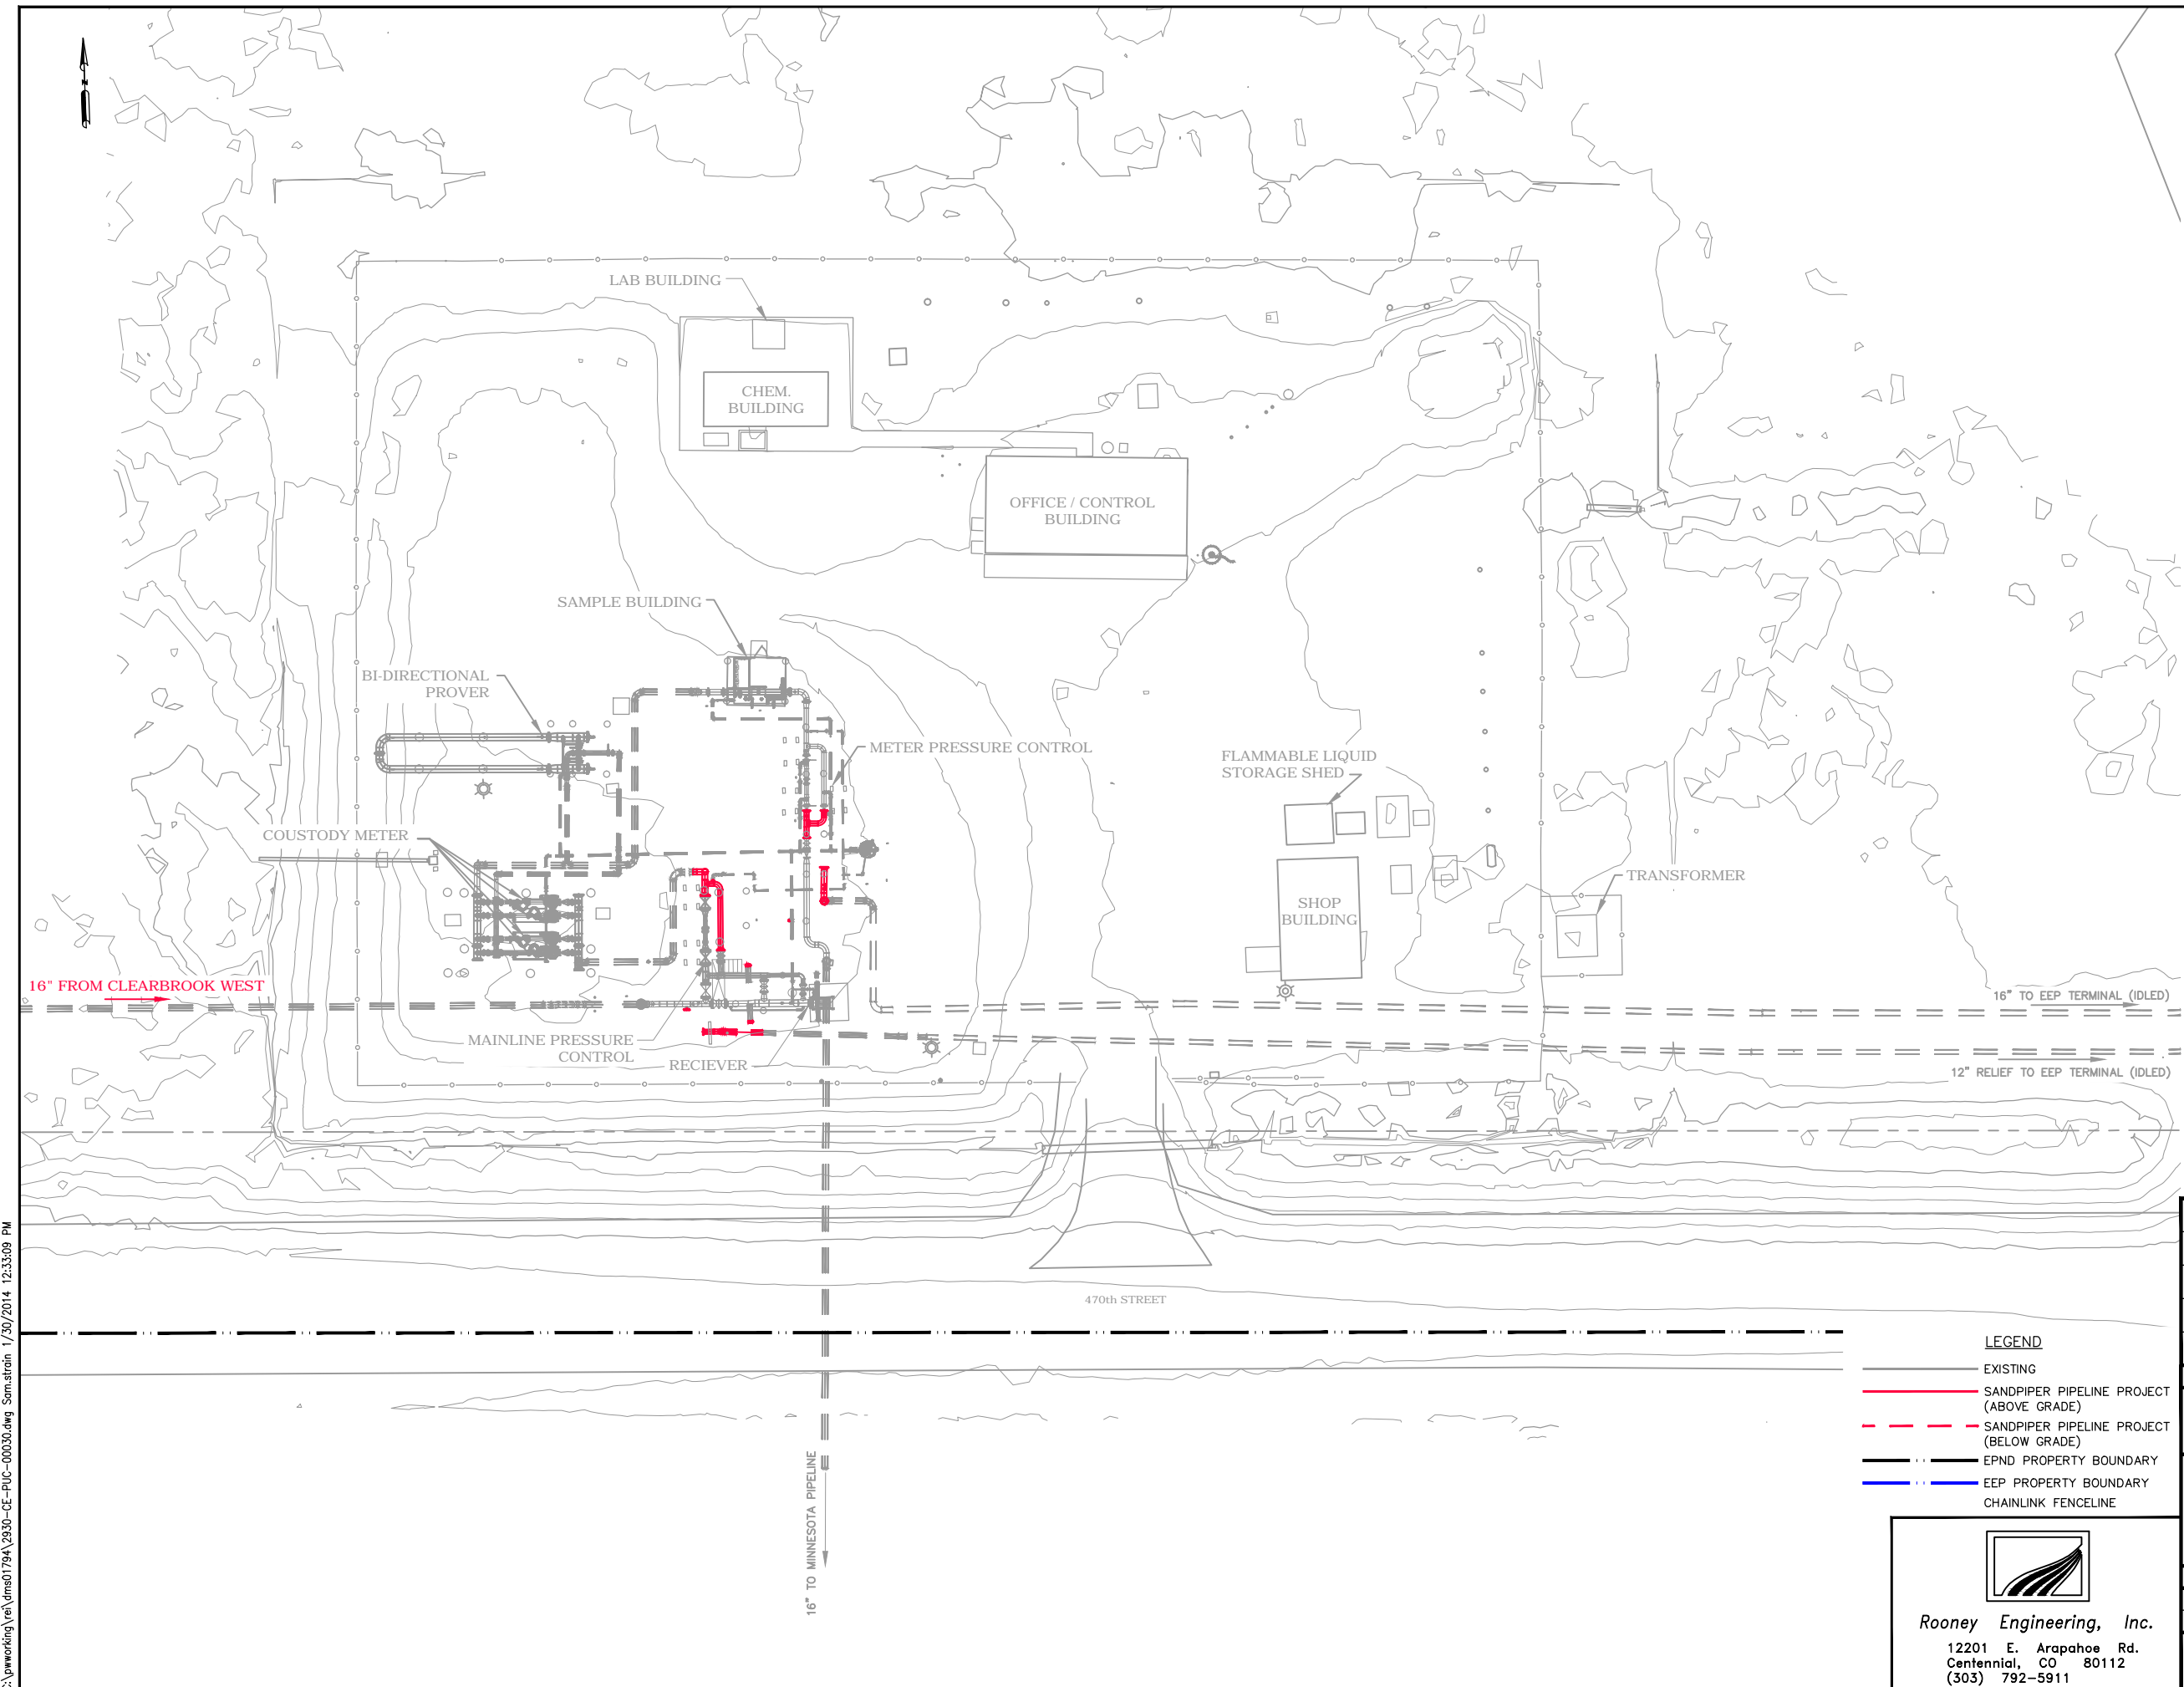 LAB BUILDING
CHEM.
BUILDING
OFFICE / CONTROL
BUILDING
SAMPLE BUILDING
BI-DIRECTIONAL
PROVER
METER PRESSURE CONTROL
FLAMMABLE LIQUID
STORAGE SHED
COUSTODY METER
TRANSFORMER
SHOP
BUILDING
16" FROM CLEARBROOK WEST
16" TO EEP TERMINAL (IDLED)
MAINLINE PRESSURE
CONTROL
RECIEVER
12" RELIEF TO EEP TERMINAL (IDLED)
470th STREET
16" TO MINNESOTA PIPELINE
LEGEND
EXISTING
SANDPIPER PIPELINE PROJECT
(ABOVE GRADE)
SANDPIPER PIPELINE PROJECT
(BELOW GRADE)
EPND PROPERTY BOUNDARY
EEP PROPERTY BOUNDARY
CHAINLINK FENCELINE
Rooney Engineering, Inc.
12201 E. Arapahoe Rd.
Centennial, CO 80112
(303) 792-5911
:\pwworking\rei\dms01794\2930-CE-PUC-00030.dwg Sam.strain 1/30/2014 12:33:09 PM